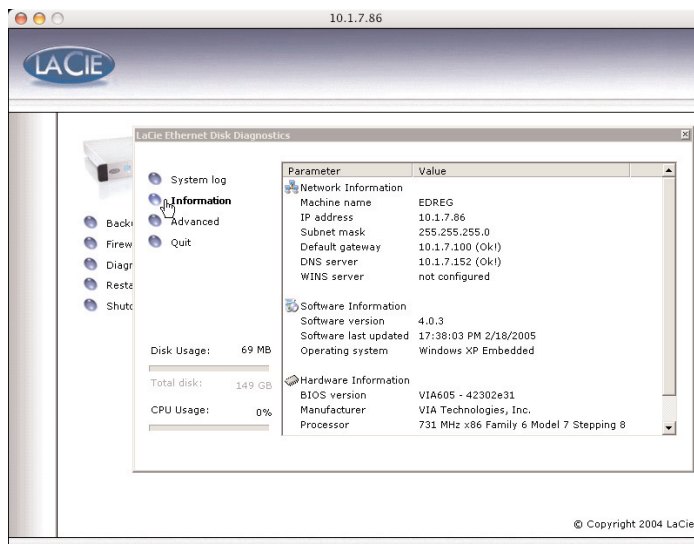 10.1.7.86
LACIE
LaCie Ethernet Disk Diagnostics
System log
Information
Advanced
Quit
Disk Usage: 69 MB
Total disk: 149 GB
CPU Usage: 0%
Parameter Value
Network Information
Machine name EDREG
IP address 10.1.7.86
Subnet mask 255.255.255.0
Default gateway 10.1.7.100 (Ok!)
DNS server 10.1.7.152 (Ok!)
WINS server not configured
Software Information
Software version 4.0.3
Software last updated 17:38:03 PM 2/18/2005
Operating system Windows XP Embedded
Hardware Information
BIOS version VIA605 - 42302e31
Manufacturer VIA Technologies, Inc.
Processor 731 MHz x86 Family 6 Model 7 Stepping 8
© Copyright 2004 LaCie